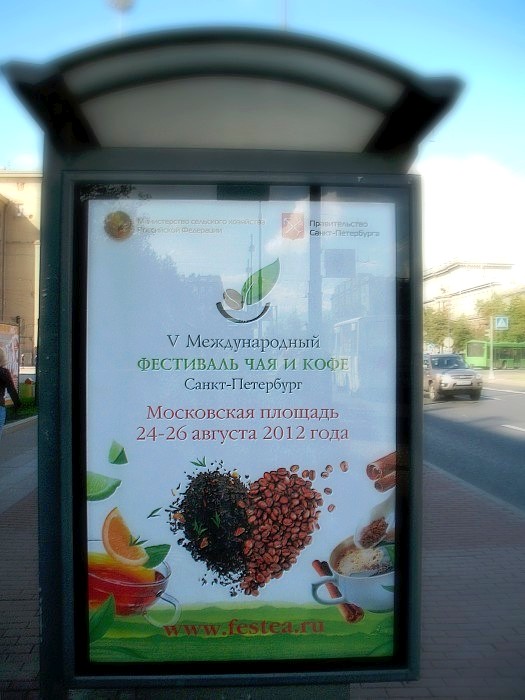 Министерство сельского хозяйства
Российской Федерации
Правительство
Санкт-Петербурга
V Международный
ФЕСТИВАЛЬ ЧАЯ И КОФЕ
Санкт-Петербург
Московская площадь
24-26 августа 2012 года
www.festea.ru